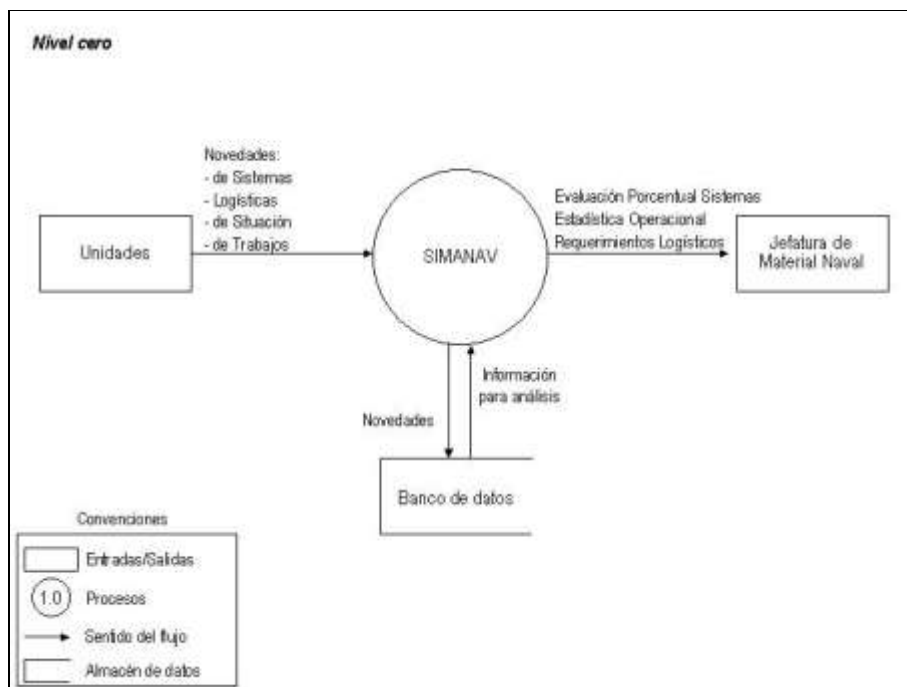 Nivel cero
Novedades:
- de Sistemas
- Logísticas
- de Situación
- de Trabajos
Unidades
SIMANAV
Evaluación Porcentual Sistemas
Estadística Operacional
Requerimientos Logísticos
Jefatura de
Material Naval
Información
para análisis
Novedades
Banco de datos
Convenciones
Entradas/Salidas
1.0 Procesos
Sentido del flujo
Almacén de datos